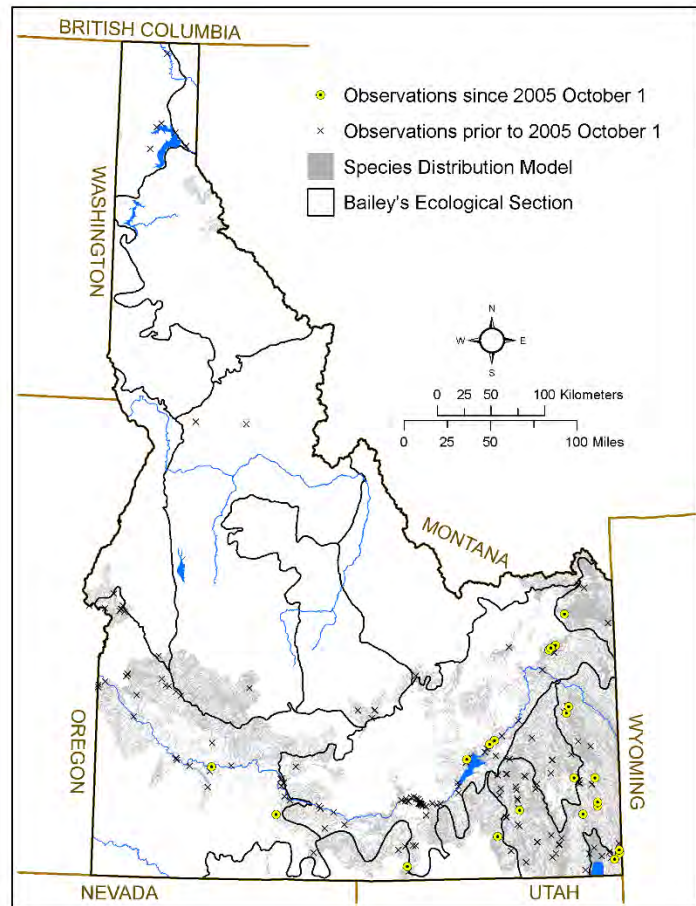 BRITISH COLUMBIA
Observations since 2005 October 1
Observations prior to 2005 October 1
Species Distribution Model
Bailey's Ecological Section
WASHINGTON
N
W E
S
0 25 50 100 Kilometers
0 25 50 100 Miles
MONTANA
OREGON
WYOMING
NEVADA
UTAH